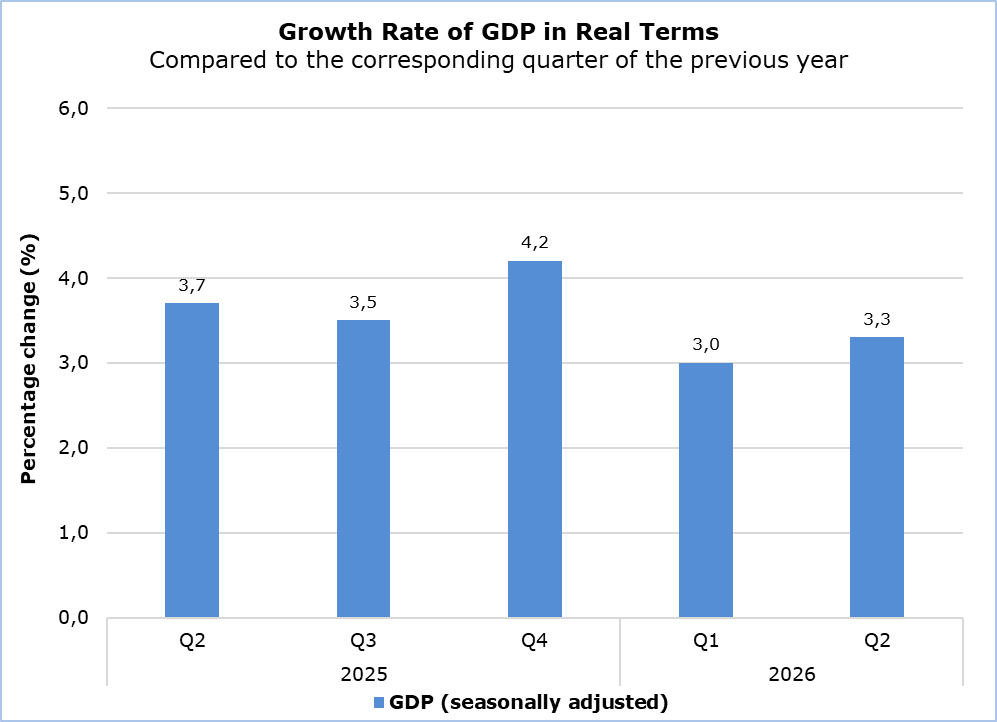 Growth Rate of GDP in Real Terms
Compared to the corresponding quarter of the previous year
Percentage change (%)
6,0
5,0
4,0
3,0
2,0
1,0
0,0
3,7
3,5
4,2
3,0
3,3
Q2 Q3 Q4 Q1 Q2
2025 2026
GDP (seasonally adjusted)